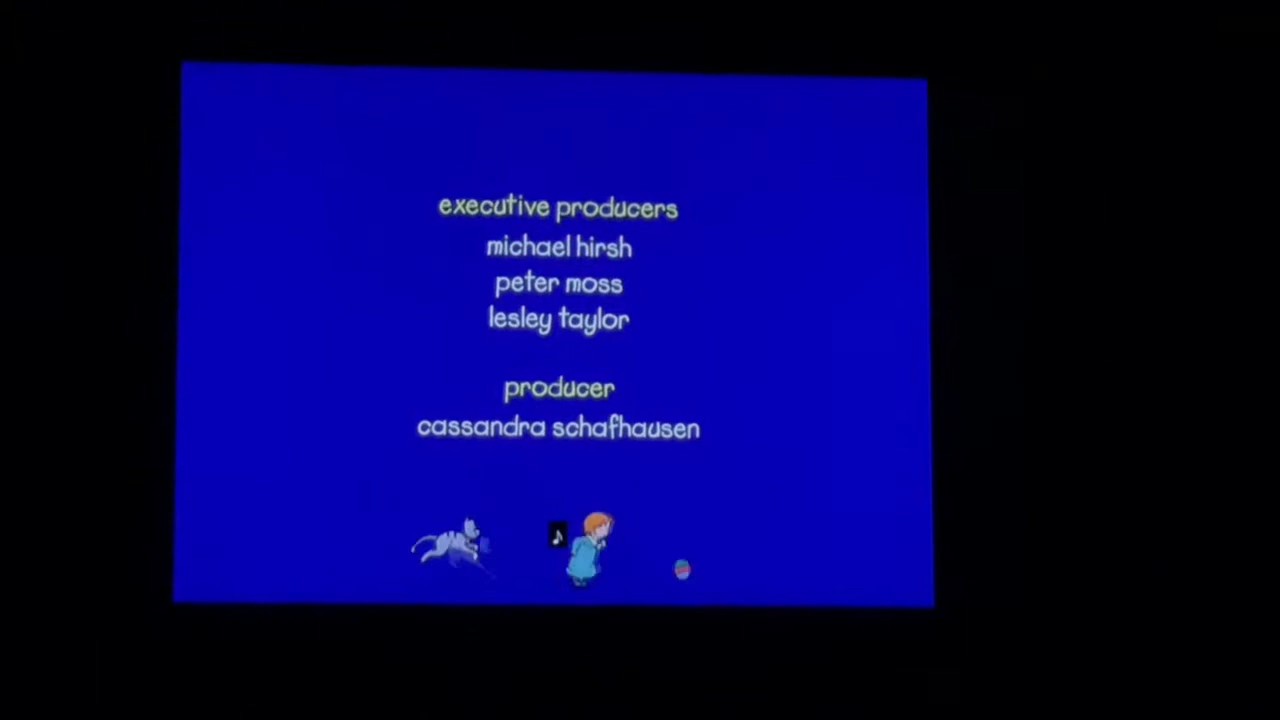 executive producers
michael hirsh
peter moss
lesley taylor
producer
cassandra schafhausen